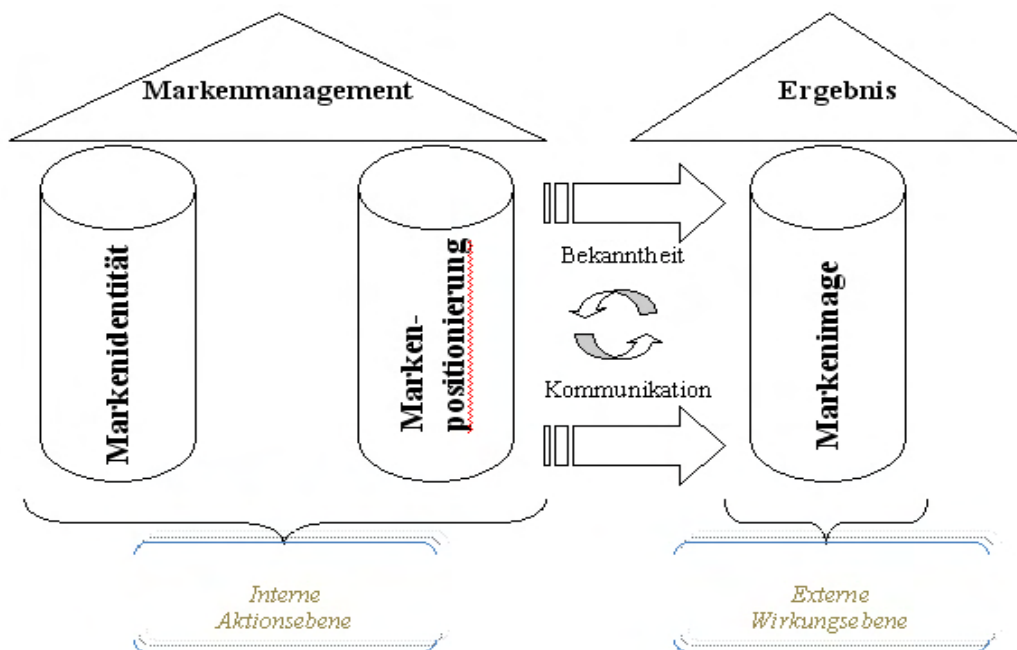 Markenmanagement
Ergebnis
Markenidentität
Marken-
positionierung
Bekanntheit
Kommunikation
Markenimage
Interne
Aktionsebene
Externe
Wirkungsebene